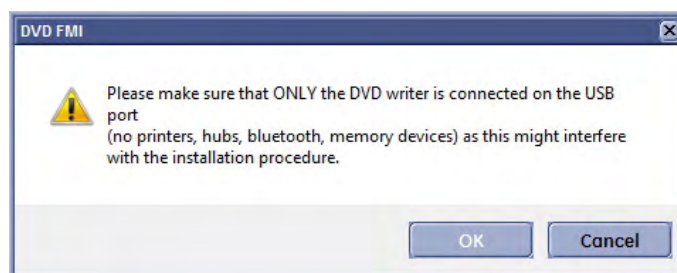 DVD FMI
Please make sure that ONLY the DVD writer is connected on the USB
port
(no printers, hubs, bluetooth, memory devices) as this might interfere
with the installation procedure.
OK
Cancel